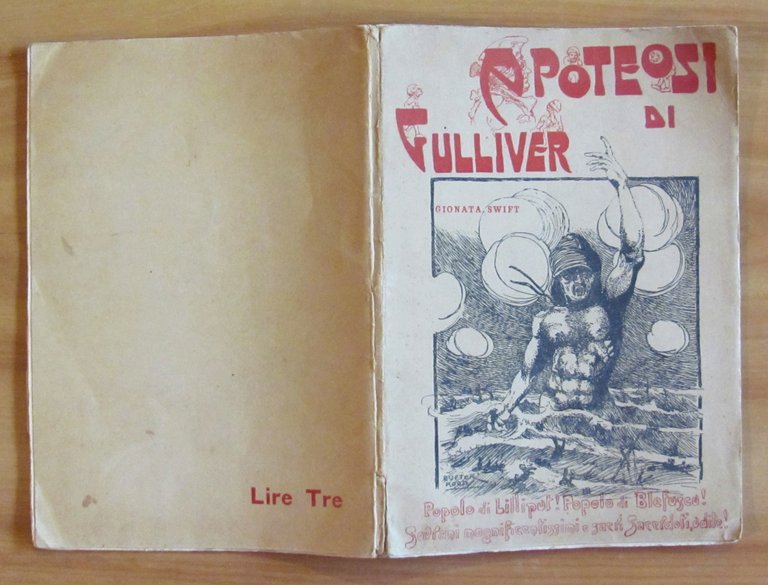 APOTEOSI
DI
GULLIVER
GIONATA SWIFT
Popolo di Lilliput! Popolo di Blefuscu!
Sovrani magnificentissimi e sacri Sacerdoti, udite!
Lire Tre